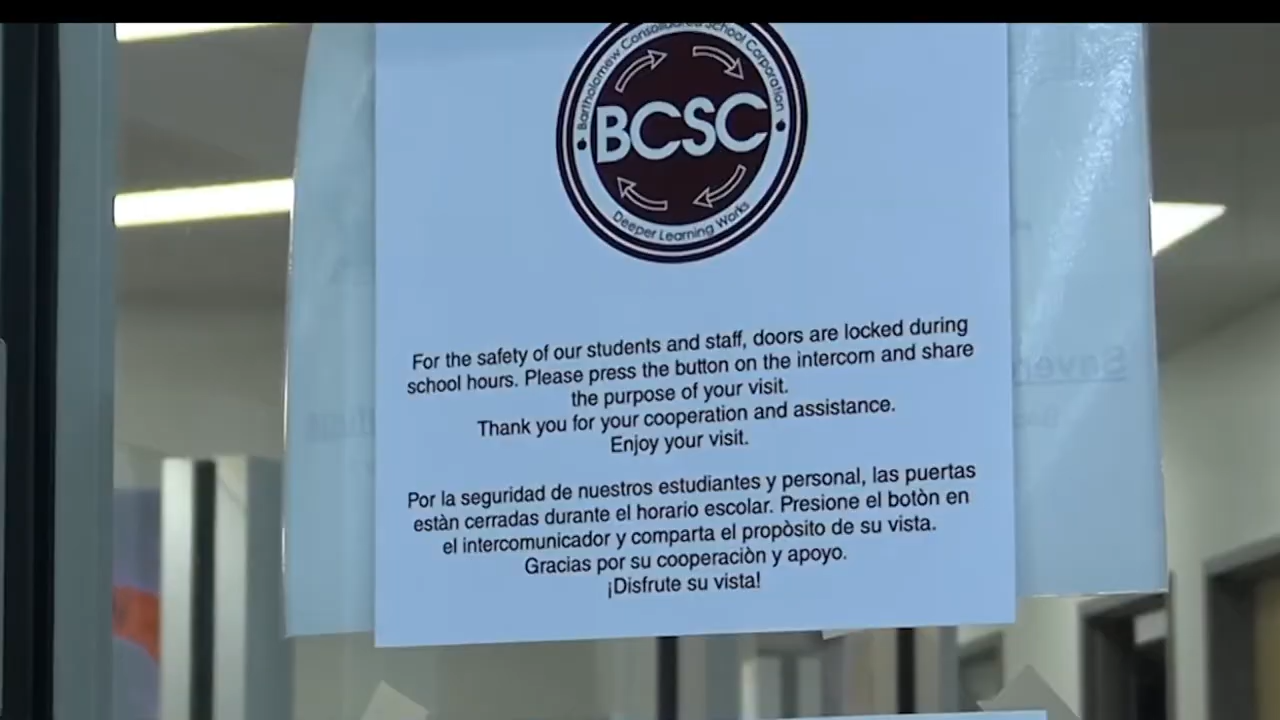 Bartholomew Consolidated School Corporation
BCSC
Deeper Learning Works
For the safety of our students and staff, doors are locked during
school hours. Please press the button on the intercom and share
the purpose of your visit.
Thank you for your cooperation and assistance.
Enjoy your visit.
Por la seguridad de nuestros estudiantes y personal, las puertas
estàn cerradas durante el horario escolar. Presione el botòn en
el intercomunicador y comparta el propòsito de su vista.
Gracias por su cooperaciòn y apoyo.
¡Disfrute su vista!